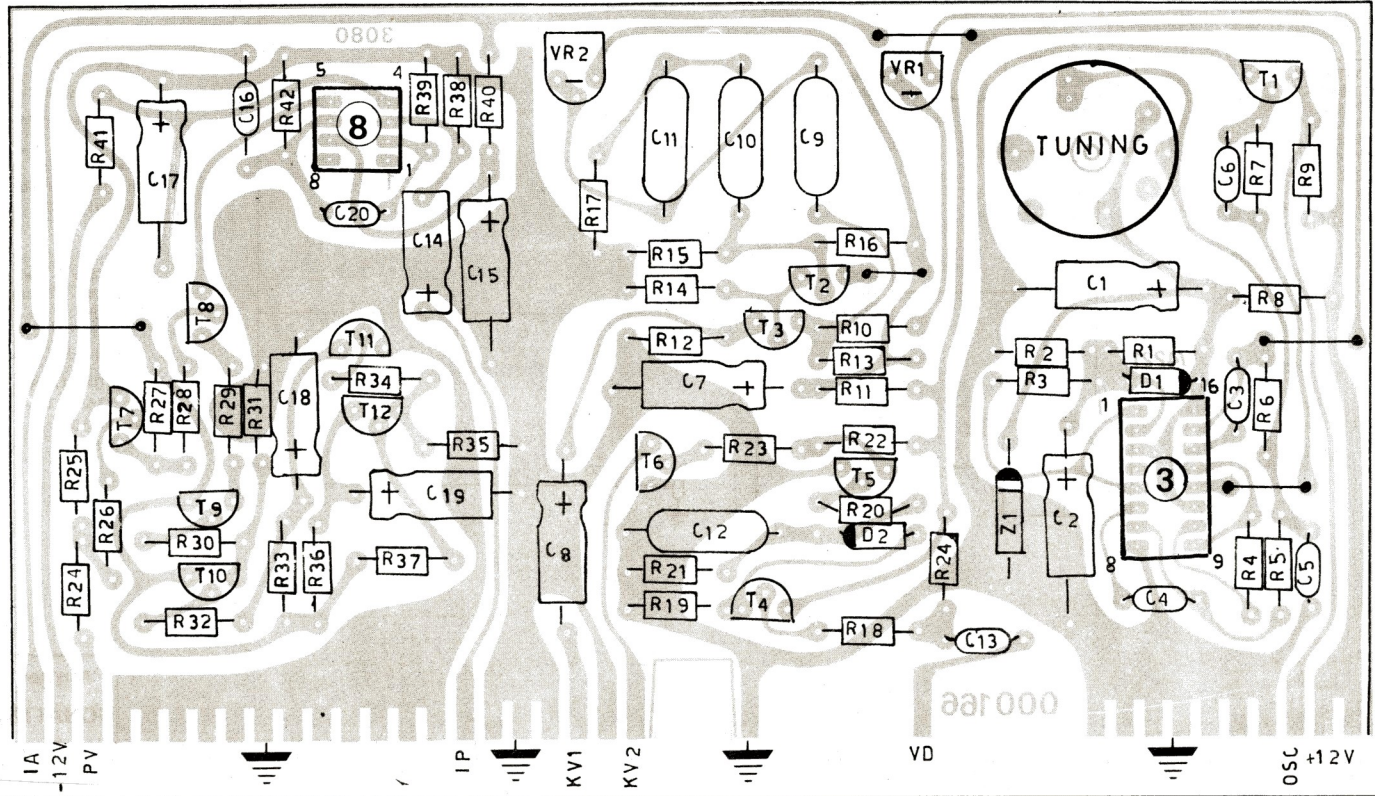 3080
VR2
VR1
T1
5
4
R39
R38
R40
C16
R42
8
C11
C10
C9
TUNING
R41
C17
8
1
C6
R7
R9
C20
R17
C14
C15
R15
R16
R14
T2
C1
R8
T8
T3
R10
T11
R12
R13
R2
R1
R34
C7
R11
R3
D1
16
C3
R6
1
T7
R27
R28
R29
R31
C18
T12
R35
T6
R23
R22
T5
R25
R26
T9
C19
C8
C12
R20
D2
Z1
C2
3
R30
R33
R36
R37
R21
R24
8
9
R4
R5
C5
R24
T10
R32
R19
T4
R18
C13
C4
000166
IA
-12V
PV
IP
KV1
KV2
VD
OSC
+12V